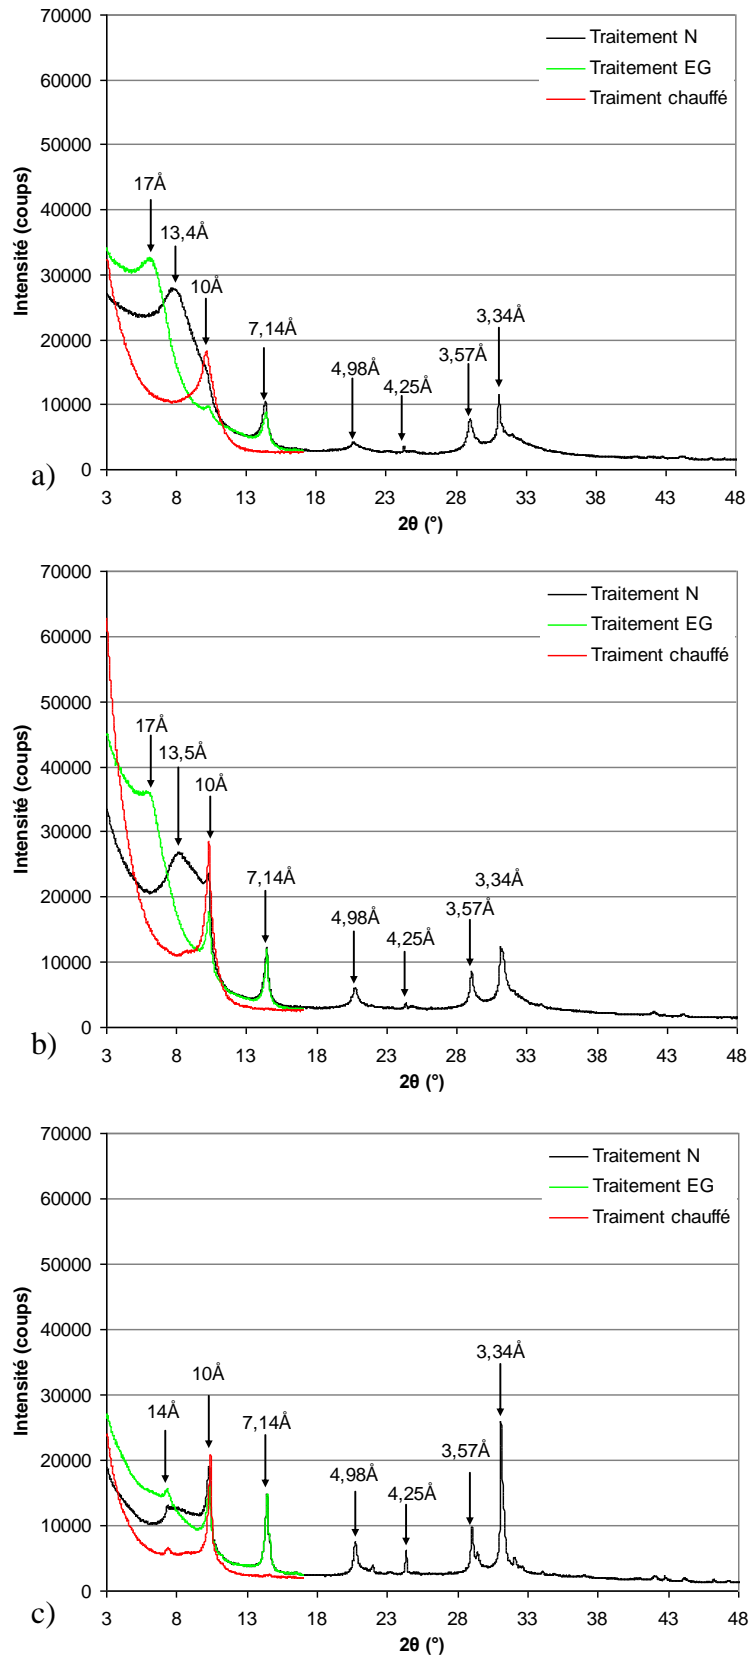 70000
Traitement N
60000
Traitement EG
Traiment chauffé
50000
17Å
40000
13,4Å
30000
10Å
7,14Å
3,34Å
20000
4,98Å
3,57Å
4,25Å
10000
0
Intensité (coups)
a)
3 8 13 18 23 28 33 38 43 48
2θ (°)
70000
Traitement N
60000
Traitement EG
Traiment chauffé
50000
17Å
13,5Å
40000
10Å
30000
7,14Å
3,34Å
20000
4,98Å
3,57Å
4,25Å
10000
0
Intensité (coups)
b)
3 8 13 18 23 28 33 38 43 48
2θ (°)
70000
Traitement N
60000
Traitement EG
Traiment chauffé
50000
40000
3,34Å
10Å
30000
14Å
7,14Å
20000
4,98Å
3,57Å
4,25Å
10000
0
Intensité (coups)
c)
3 8 13 18 23 28 33 38 43 48
2θ (°)